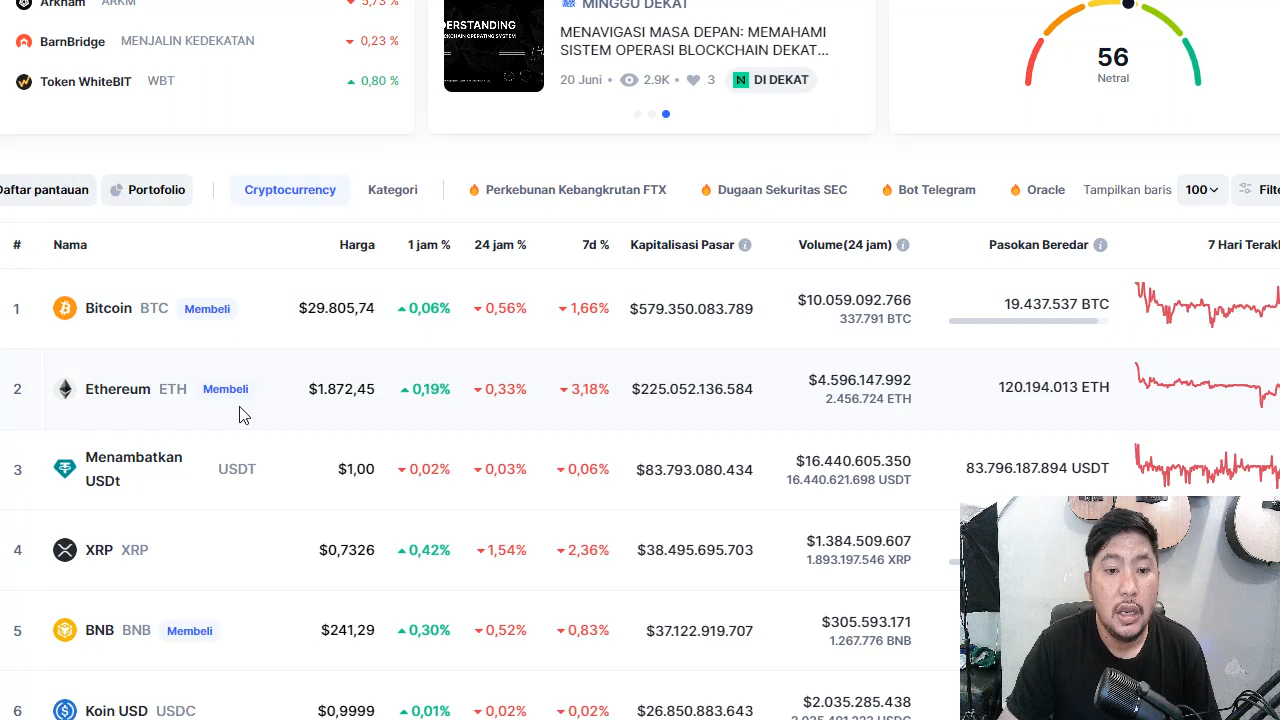 Arkham ARKM 5,73 %
BarnBridge MENJALIN KEDEKATAN 0,23 %
Token WhiteBIT WBT 0,80 %
DERSTANDING
OCKCHAIN OPERATING SYSTEM
MINGGU DEKAT
MENAVIGASI MASA DEPAN: MEMAHAMI
SISTEM OPERASI BLOCKCHAIN DEKAT...
20 Juni • 2.9K • 3 DI DEKAT
56
Netral
Daftar pantauan Portofolio Cryptocurrency Kategori Perkebunan Kebangkrutan FTX Dugaan Sekuritas SEC Bot Telegram Oracle Tampilkan baris 100 Filte
# Nama Harga 1 jam % 24 jam % 7d % Kapitalisasi Pasar Volume(24 jam) Pasokan Beredar 7 Hari Terakh
1 Bitcoin BTC Membeli $29.805,74 0,06% 0,56% 1,66% $579.350.083.789 $10.059.092.766 19.437.537 BTC
337.791 BTC
2 Ethereum ETH Membeli $1.872,45 0,19% 0,33% 3,18% $225.052.136.584 $4.596.147.992 120.194.013 ETH
2.456.724 ETH
3 Menambatkan USDt USDT $1,00 0,02% 0,03% 0,06% $83.793.080.434 $16.440.605.350 83.796.187.894 USDT
16.440.621.698 USDT
4 XRP XRP $0,7326 0,42% 1,54% 2,36% $38.495.695.703 $1.384.509.607
1.893.197.546 XRP
5 BNB BNB Membeli $241,29 0,30% 0,52% 0,83% $37.122.919.707 $305.593.171
1.267.776 BNB
6 Koin USD USDC $0,9999 0,01% 0,02% 0,02% $26.850.883.643 $2.035.285.438